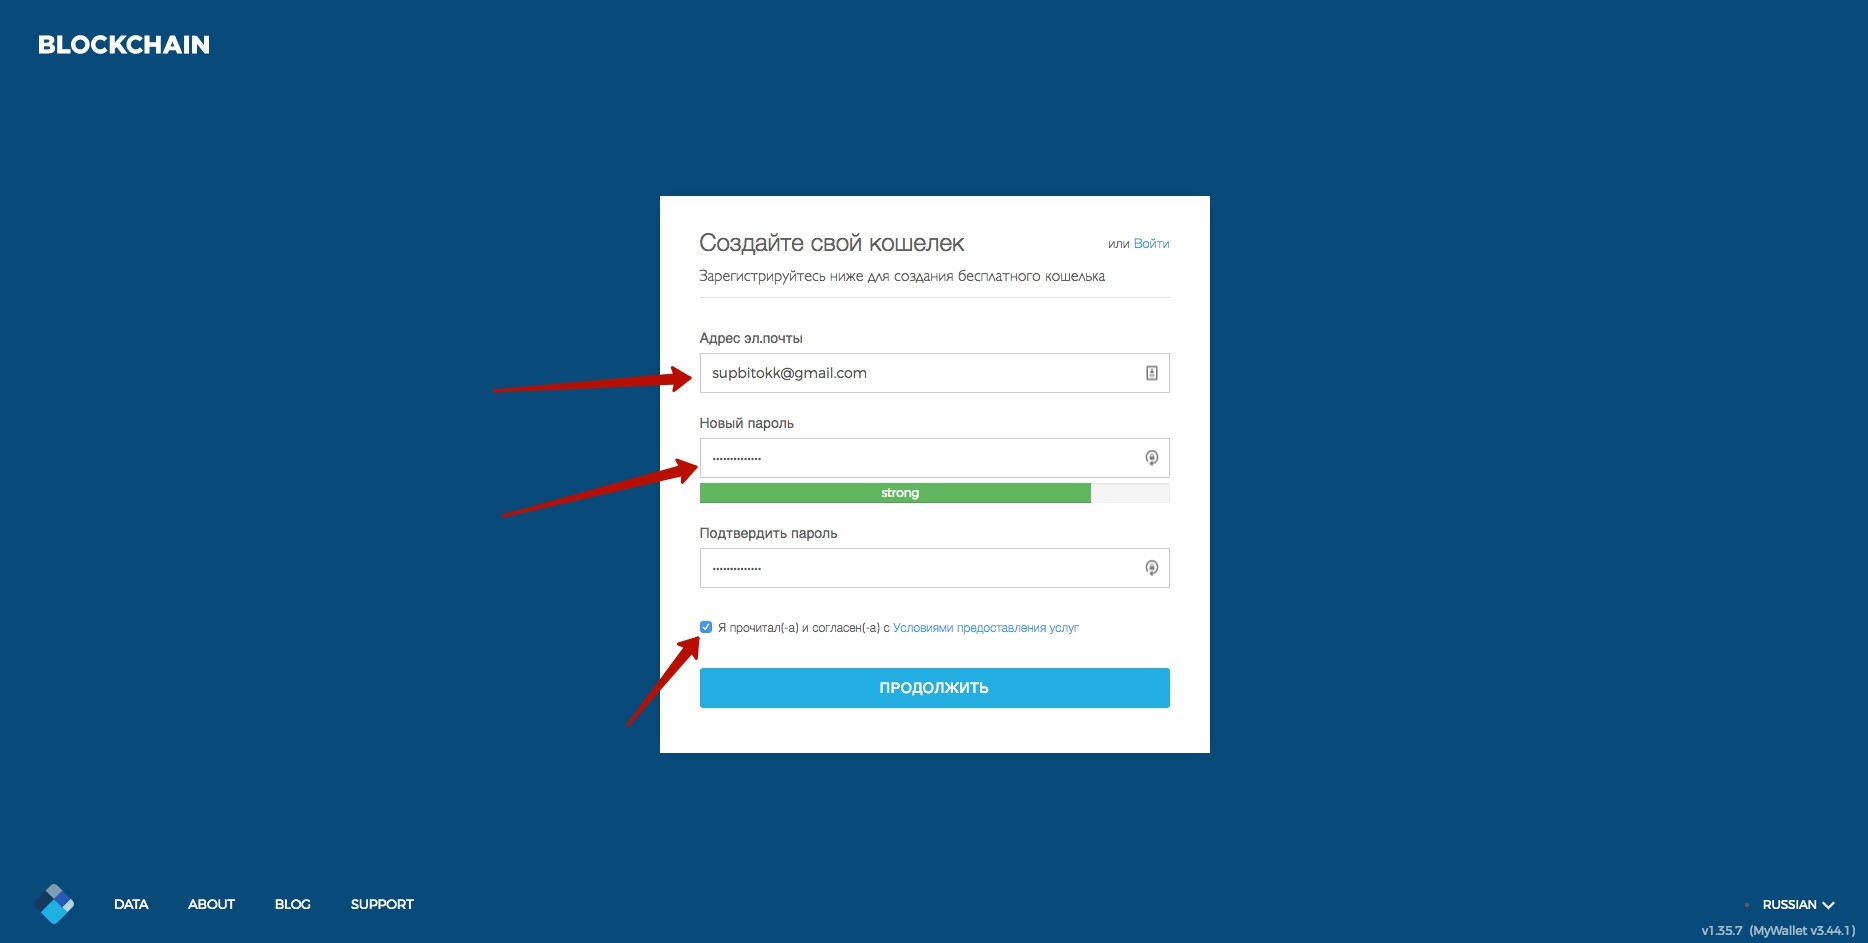 BLOCKCHAIN
Создайте свой кошелек
или Войти
Зарегистрируйтесь ниже для создания бесплатного кошелька
Адрес эл.почты
supbitokk@gmail.com
Новый пароль
··············
strong
Подтвердить пароль
··············
Я прочитал(-а) и согласен(-а) с Условиями предоставления услуг
ПРОДОЛЖИТЬ
DATA ABOUT BLOG SUPPORT
RUSSIAN
v1.35.7 (MyWallet v3.44.1)